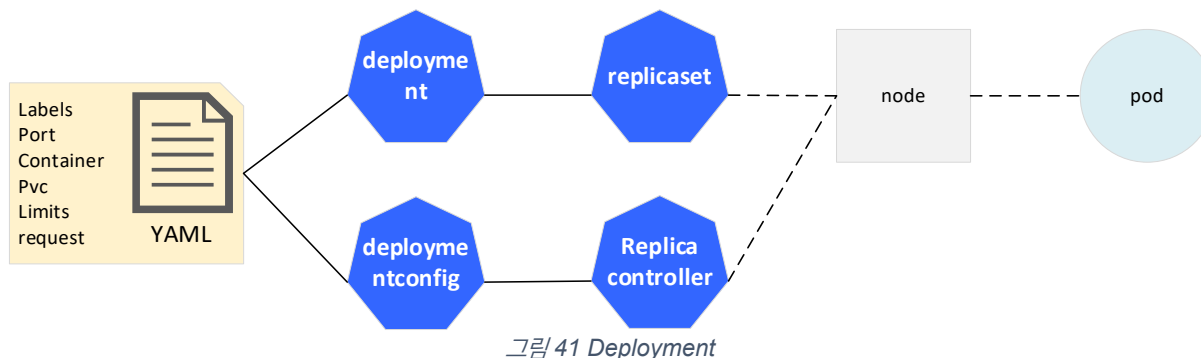 Labels
Port
Container
Pvc
Limits
request
YAML
deployme
nt
replicaset
node
pod
deployme
ntconfig
Replica
controller
그림 41 Deployment